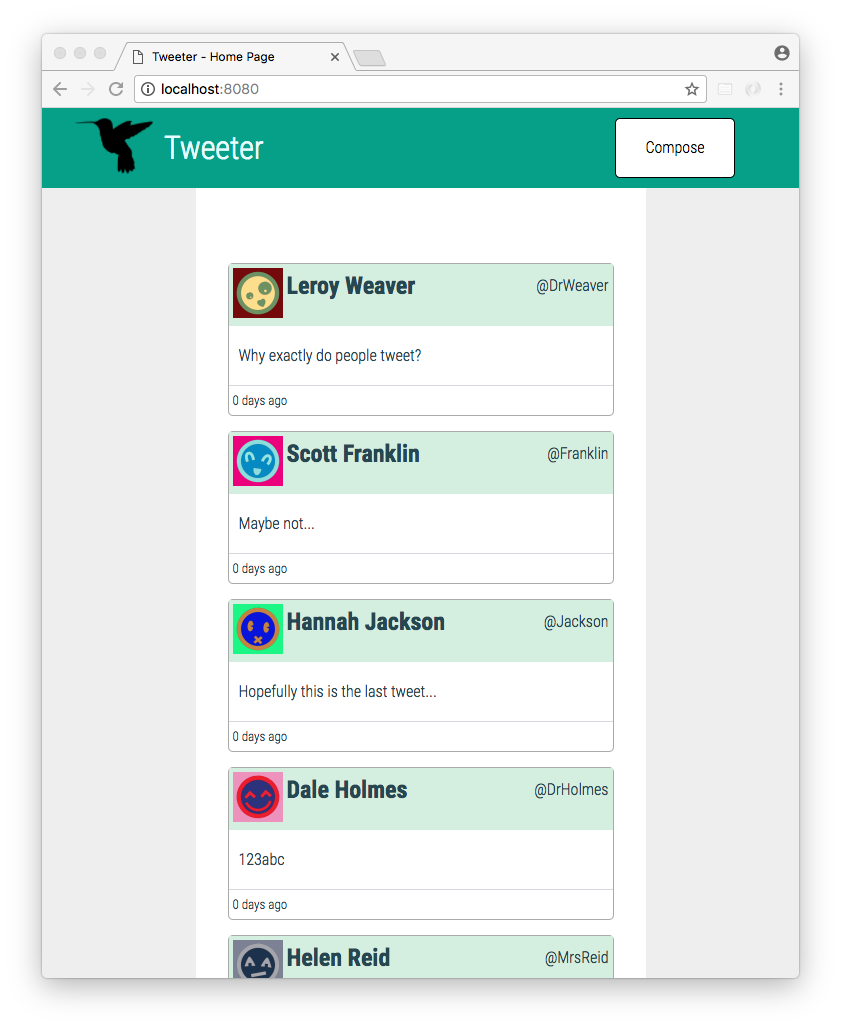 Tweeter - Home Page
localhost:8080
Tweeter
Compose
Leroy Weaver @DrWeaver
Why exactly do people tweet?
0 days ago
Scott Franklin @Franklin
Maybe not...
0 days ago
Hannah Jackson @Jackson
Hopefully this is the last tweet...
0 days ago
Dale Holmes @DrHolmes
123abc
0 days ago
Helen Reid @MrsReid